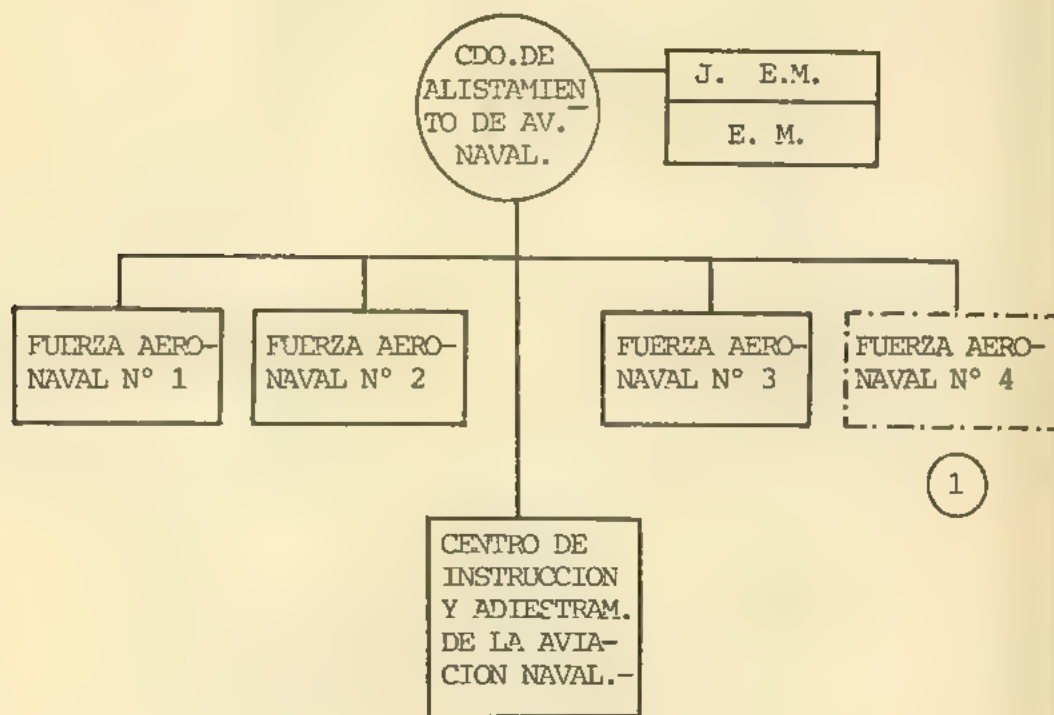 CDO.DE
ALISTAMIEN
TO DE AV.
NAVAL.
J. E.M.
E. M.
FUERZA AERO-
NAVAL N° 1
FUERZA AERO-
NAVAL N° 2
FUERZA AERO-
NAVAL N° 3
FUERZA AERO-
NAVAL N° 4
1
CENTRO DE
INSTRUCCION
Y ADIESTRAM.
DE LA AVIA-
CION NAVAL.-